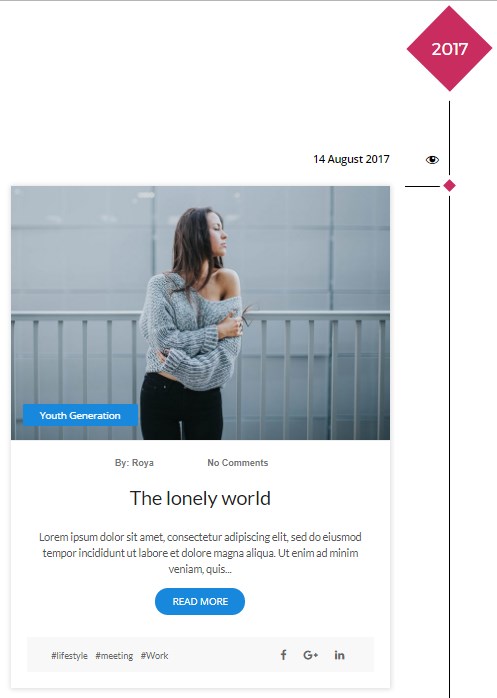 2017
14 August 2017
Youth Generation
By: Roya No Comments
The lonely world
Lorem ipsum dolor sit amet, consectetur adipiscing elit, sed do eiusmod
tempor incididunt ut labore et dolore magna aliqua. Ut enim ad minim
veniam, quis...
READ MORE
#lifestyle #meeting #Work